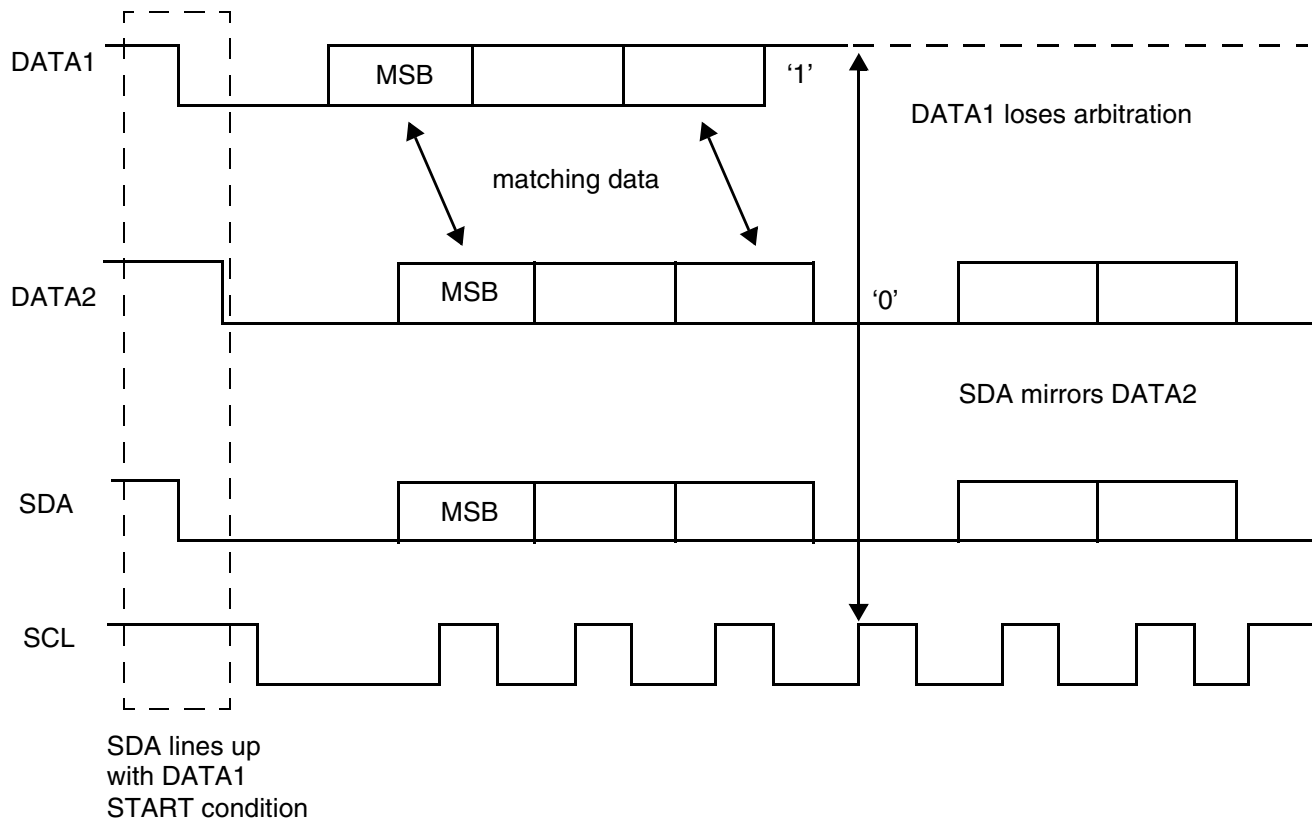 DATA1
MSB
‘1’
DATA1 loses arbitration
matching data
DATA2
MSB
‘0’
SDA mirrors DATA2
SDA
MSB
SCL
SDA lines up
with DATA1
START condition